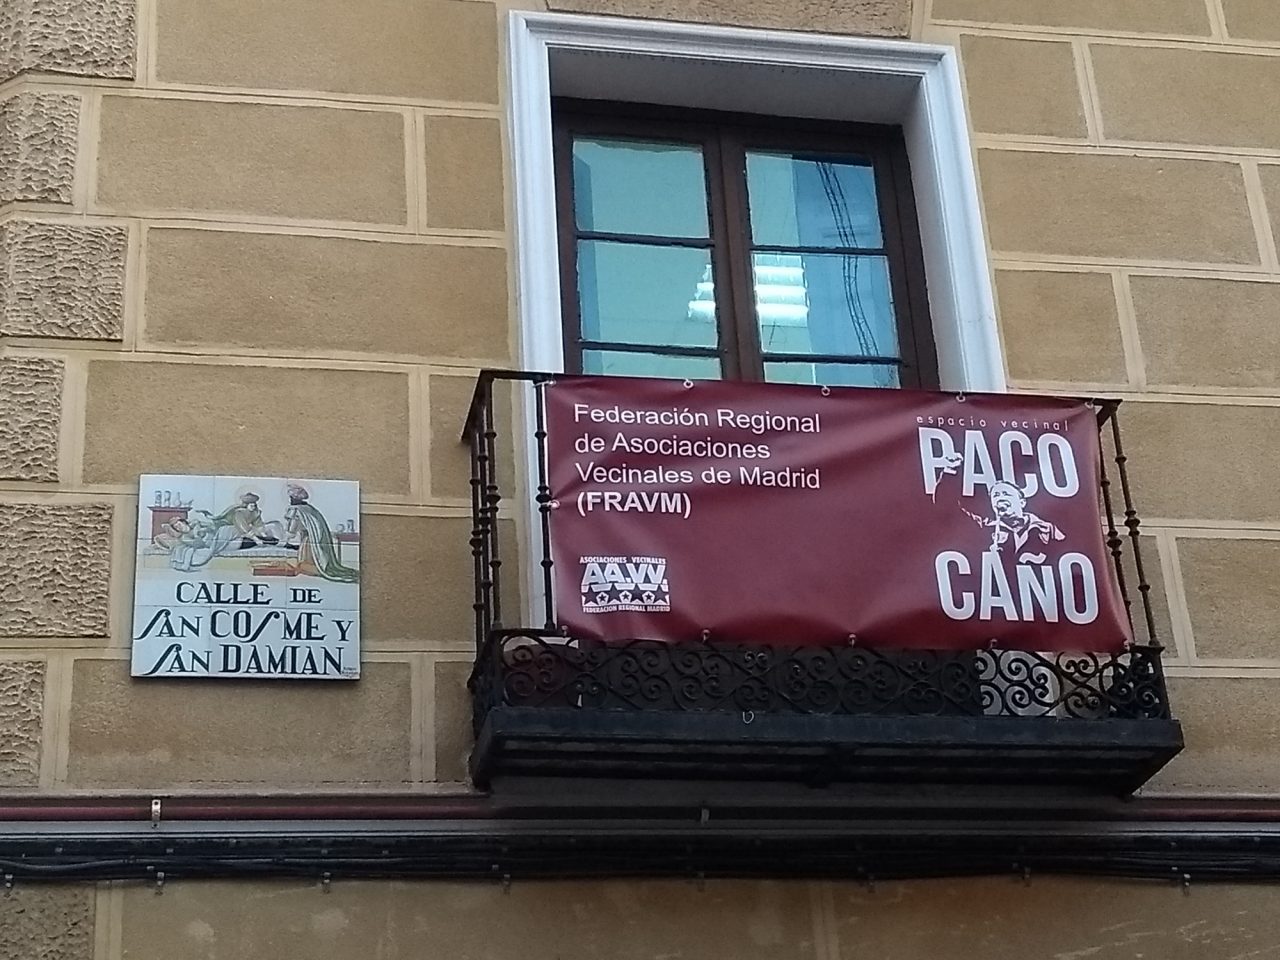 CALLE DE
SAN COSME Y
SAN DAMIÁN
Federación Regional
de Asociaciones
Vecinales de Madrid
(FRAVM)
ASOCIACIONES VECINALES
AA.VV
FEDERACION REGIONAL MADRID
espacio vecinal
PACO
CAÑO